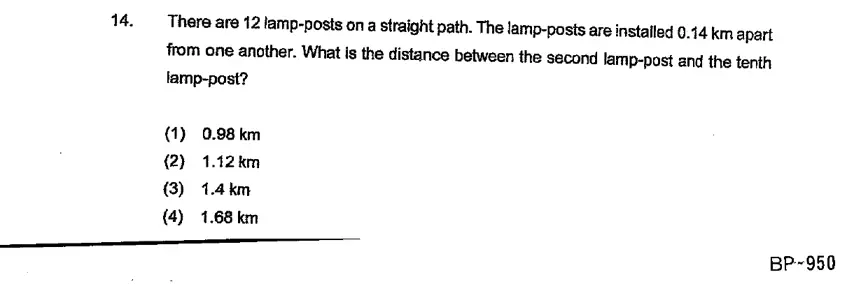 14. There are 12 lamp-posts on a straight path. The lamp-posts are installed 0.14 km apart
from one another. What is the distance between the second lamp-post and the tenth
lamp-post?
(1) 0.98 km
(2) 1.12 km
(3) 1.4 km
(4) 1.68 km
BP-950